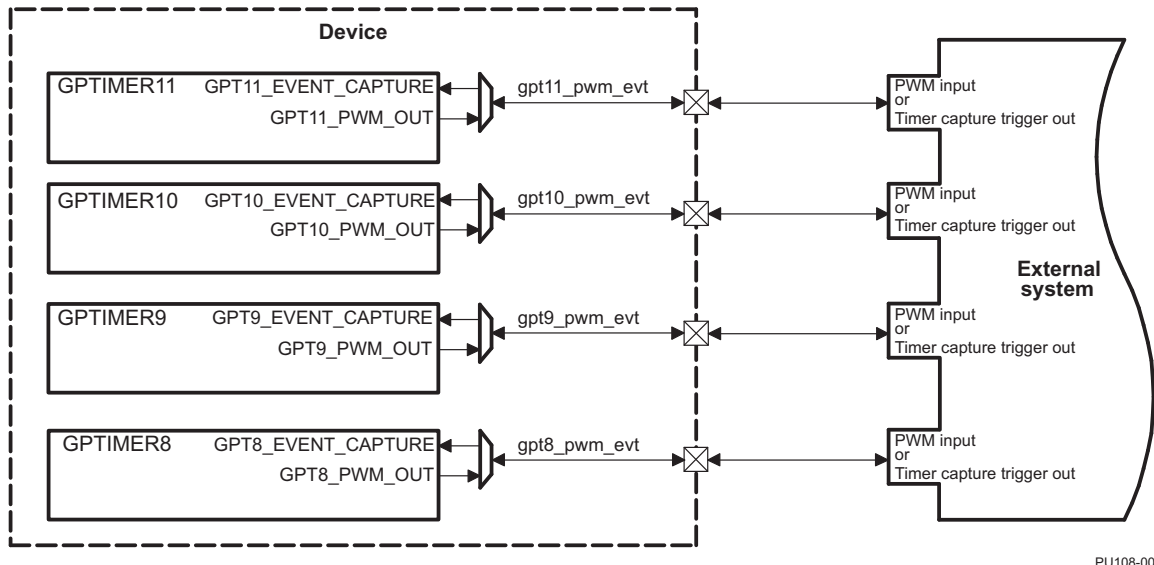 Device
GPTIMER11 GPT11_EVENT_CAPTURE
GPT11_PWM_OUT
gpt11_pwm_evt
PWM input
or
Timer capture trigger out
GPTIMER10 GPT10_EVENT_CAPTURE
GPT10_PWM_OUT
gpt10_pwm_evt
PWM input
or
Timer capture trigger out
External
system
GPTIMER9 GPT9_EVENT_CAPTURE
GPT9_PWM_OUT
gpt9_pwm_evt
PWM input
or
Timer capture trigger out
GPTIMER8 GPT8_EVENT_CAPTURE
GPT8_PWM_OUT
gpt8_pwm_evt
PWM input
or
Timer capture trigger out
PU108-00